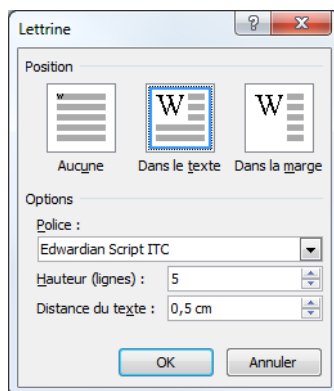 Lettrine
Position
W W W
Aucune Dans le texte Dans la marge
Options
Police :
Edwardian Script ITC
Hauteur (lignes) : 5
Distance du texte : 0,5 cm
OK Annuler